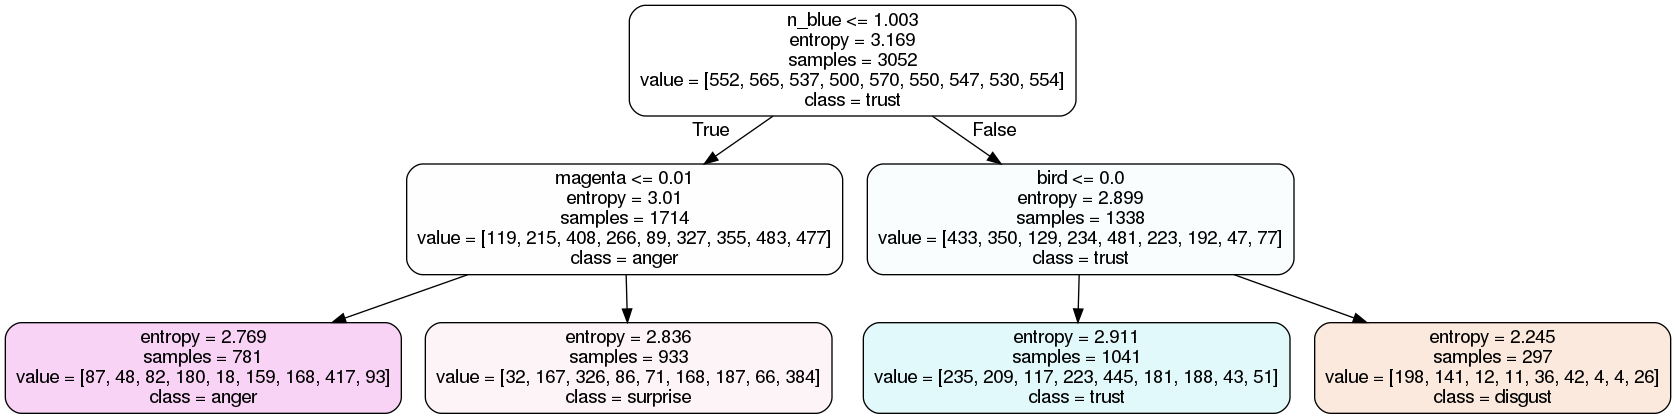 n_blue <= 1.003
entropy = 3.169
samples = 3052
value = [552, 565, 537, 500, 570, 550, 547, 530, 554]
class = trust
True
False
magenta <= 0.01
entropy = 3.01
samples = 1714
value = [119, 215, 408, 266, 89, 327, 355, 483, 477]
class = anger
bird <= 0.0
entropy = 2.899
samples = 1338
value = [433, 350, 129, 234, 481, 223, 192, 47, 77]
class = trust
entropy = 2.769
samples = 781
value = [87, 48, 82, 180, 18, 159, 168, 417, 93]
class = anger
entropy = 2.836
samples = 933
value = [32, 167, 326, 86, 71, 168, 187, 66, 384]
class = surprise
entropy = 2.911
samples = 1041
value = [235, 209, 117, 223, 445, 181, 188, 43, 51]
class = trust
entropy = 2.245
samples = 297
value = [198, 141, 12, 11, 36, 42, 4, 4, 26]
class = disgust